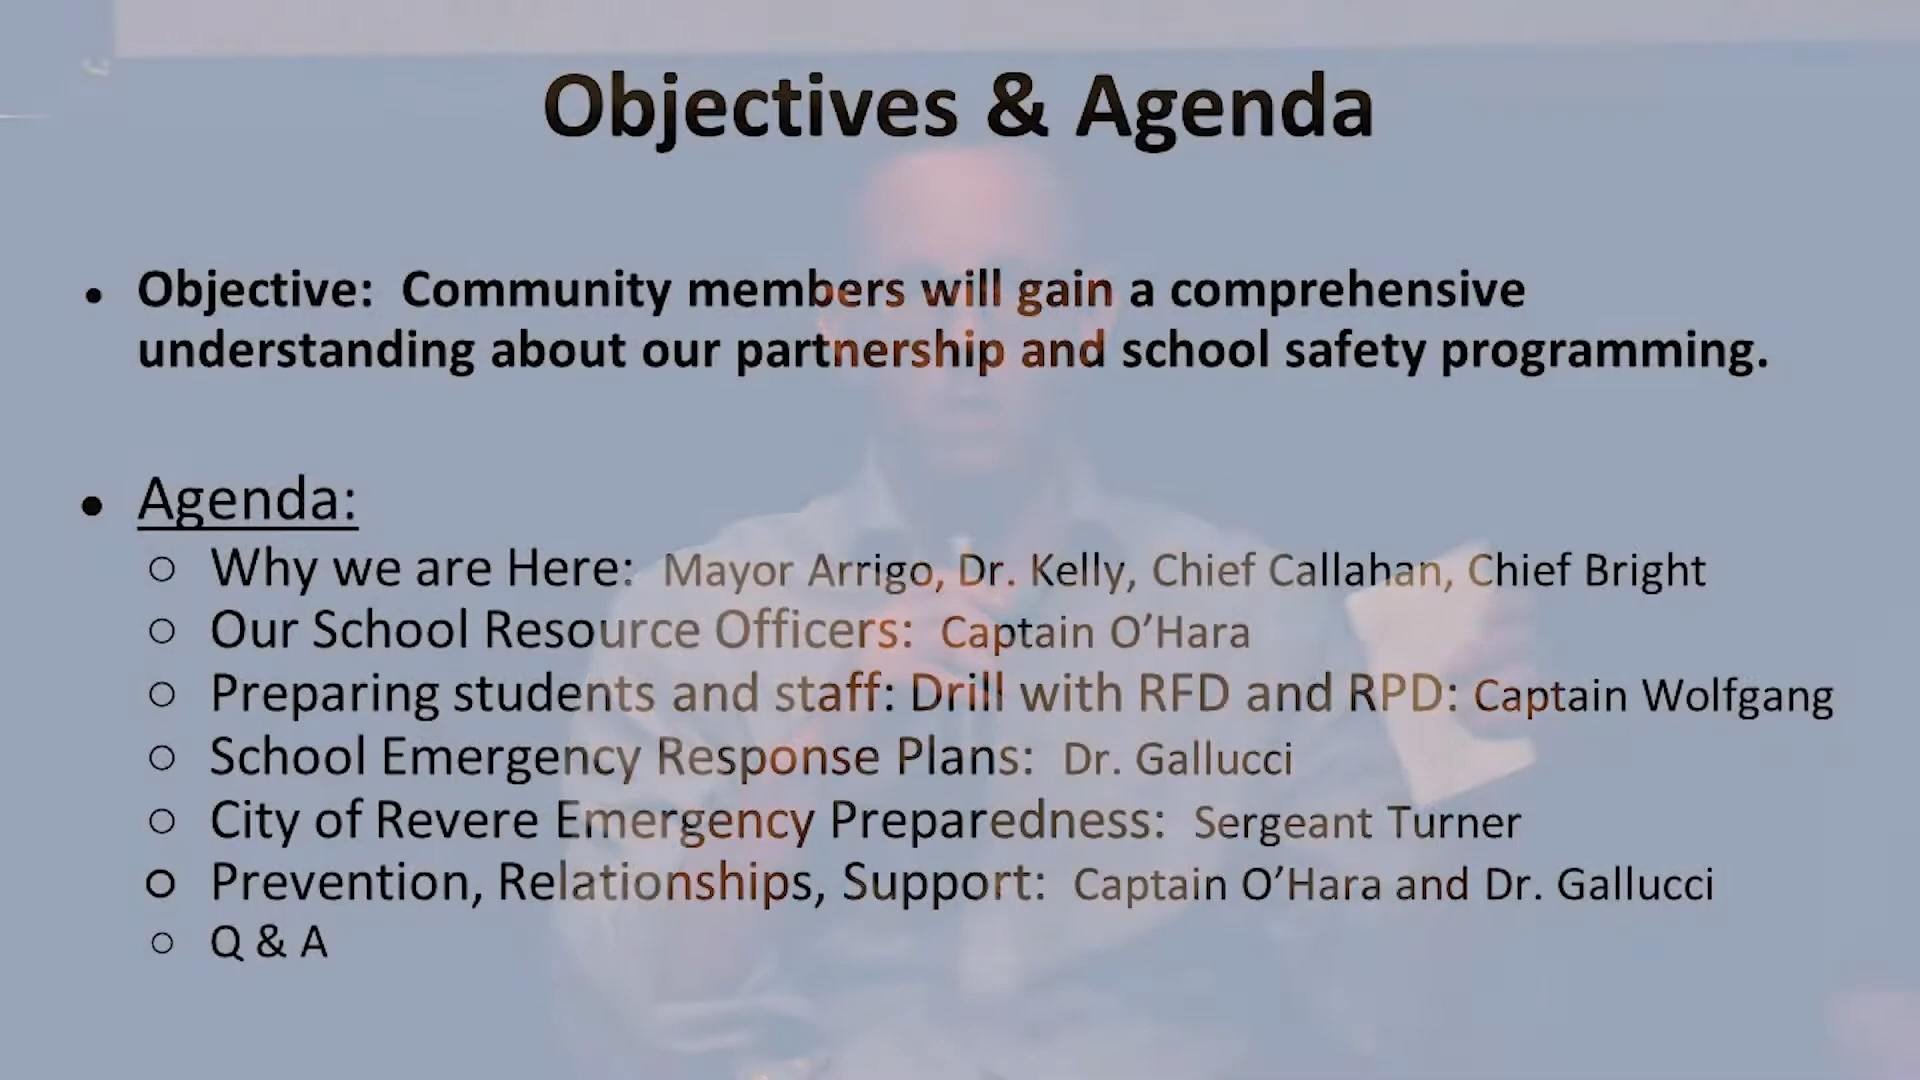 Objectives & Agenda
• Objective: Community members will gain a comprehensive
understanding about our partnership and school safety programming.
• Agenda:
○ Why we are Here: Mayor Arrigo, Dr. Kelly, Chief Callahan, Chief Bright
○ Our School Resource Officers: Captain O’Hara
○ Preparing students and staff: Drill with RFD and RPD: Captain Wolfgang
○ School Emergency Response Plans: Dr. Gallucci
○ City of Revere Emergency Preparedness: Sergeant Turner
○ Prevention, Relationships, Support: Captain O’Hara and Dr. Gallucci
○ Q & A